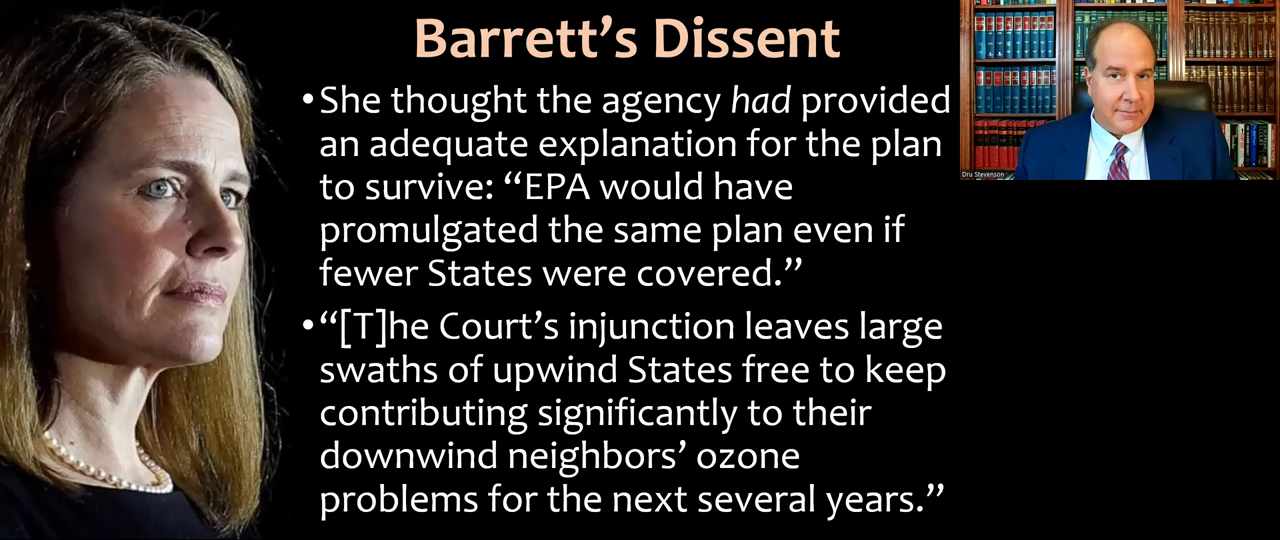 Barrett’s Dissent
•She thought the agency had provided
an adequate explanation for the plan
to survive: “EPA would have
promulgated the same plan even if
fewer States were covered.”
•“[T]he Court’s injunction leaves large
swaths of upwind States free to keep
contributing significantly to their
downwind neighbors’ ozone
problems for the next several years.”
Dru Stevenson